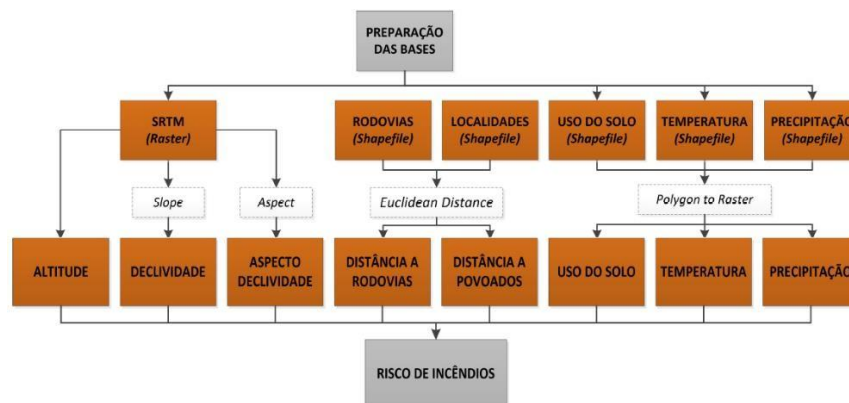 PREPARAÇÃO
DAS BASES
SRTM
(Raster)
RODOVIAS
(Shapefile)
LOCALIDADES
(Shapefile)
USO DO SOLO
(Shapefile)
TEMPERATURA
(Shapefile)
PRECIPITAÇÃO
(Shapefile)
Slope
Aspect
Euclidean Distance
Polygon to Raster
ALTITUDE
DECLIVIDADE
ASPECTO
DECLIVIDADE
DISTÂNCIA A
RODOVIAS
DISTÂNCIA A
POVOADOS
USO DO SOLO
TEMPERATURA
PRECIPITAÇÃO
RISCO DE INCÊNDIOS